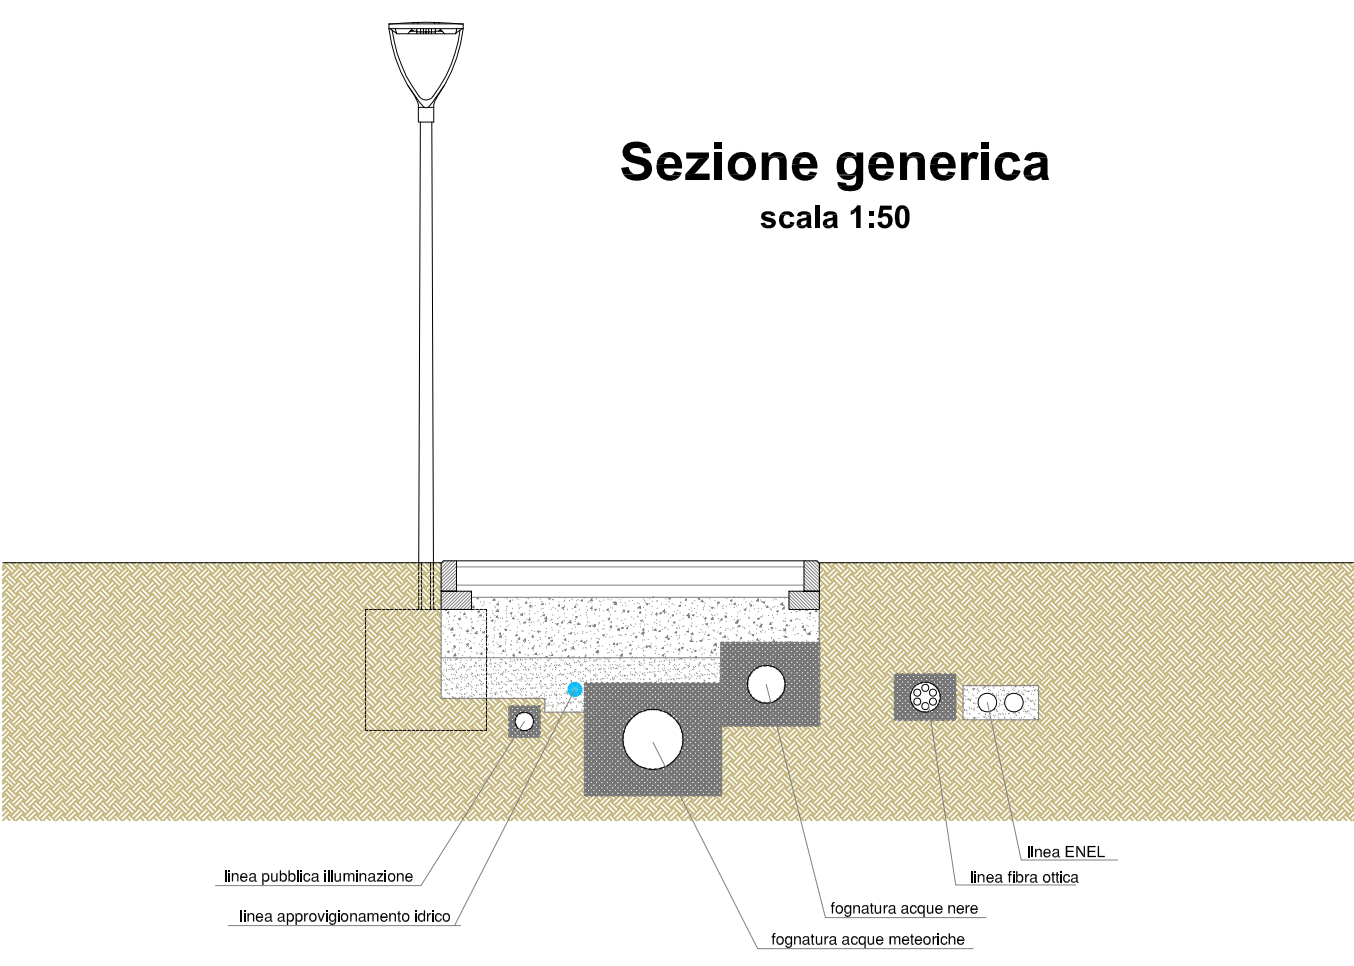 Sezione generica
scala 1:50
linea ENEL
linea pubblica illuminazione
linea fibra ottica
linea approvigionamento idrico
fognatura acque nere
fognatura acque meteoriche